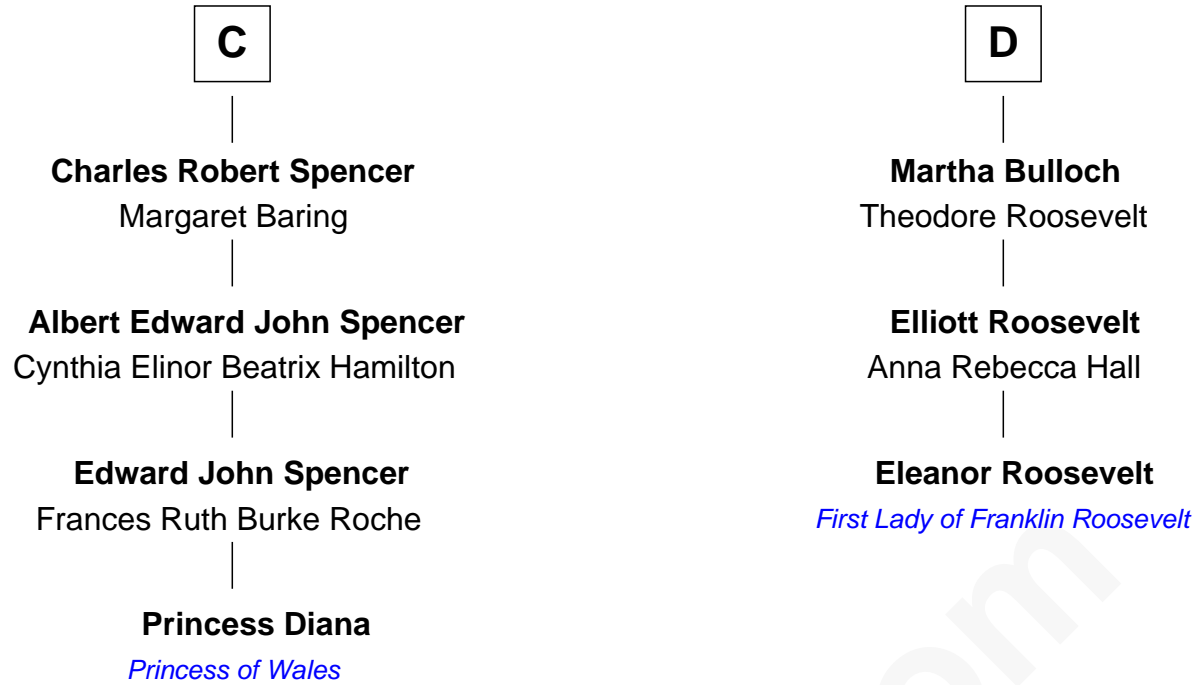 C
Charles Robert Spencer
Margaret Baring
Albert Edward John Spencer
Cynthia Elinor Beatrix Hamilton
Edward John Spencer
Frances Ruth Burke Roche
Princess Diana
Princess of Wales
D
Martha Bulloch
Theodore Roosevelt
Elliott Roosevelt
Anna Rebecca Hall
Eleanor Roosevelt
First Lady of Franklin Roosevelt
om